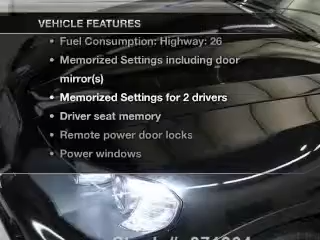 VEHICLE FEATURES
• Fuel Consumption: Highway: 26
• Memorized Settings including door
mirror(s)
• Memorized Settings for 2 drivers
• Driver seat memory
• Remote power door locks
• Power windows